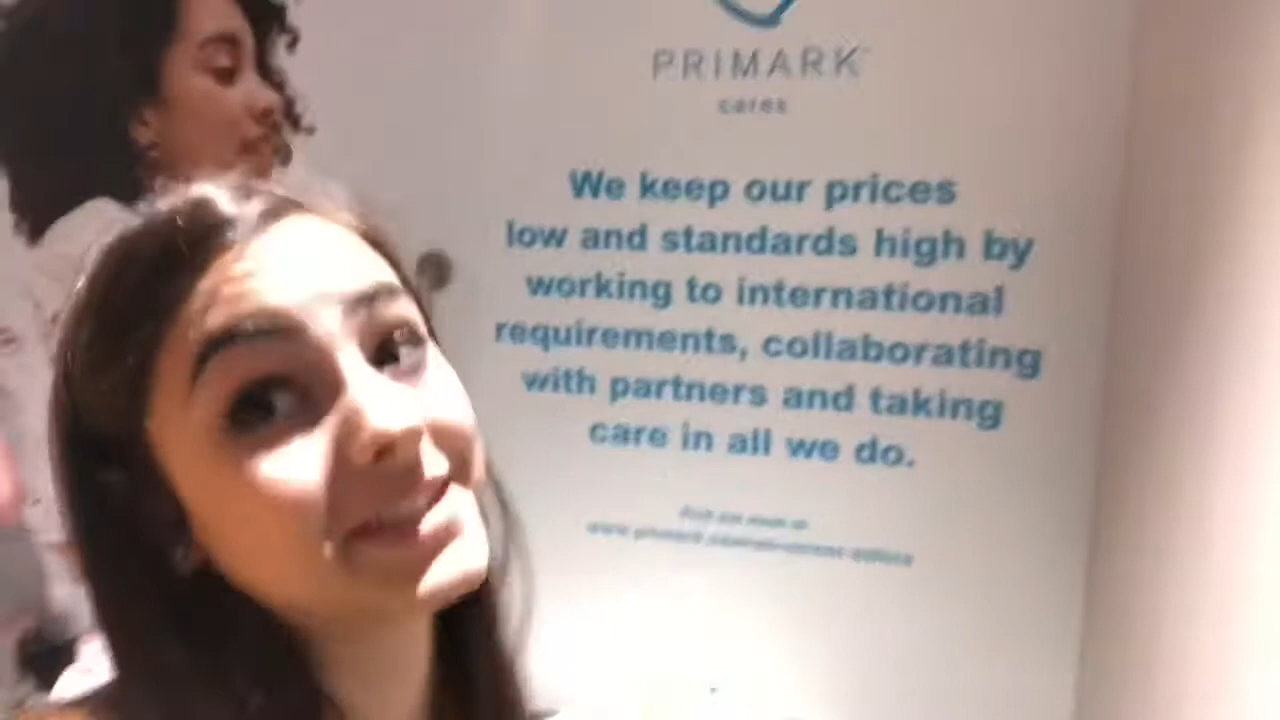 PRIMARK
cares
We keep our prices
low and standards high by
working to international
requirements, collaborating
with partners and taking
care in all we do.